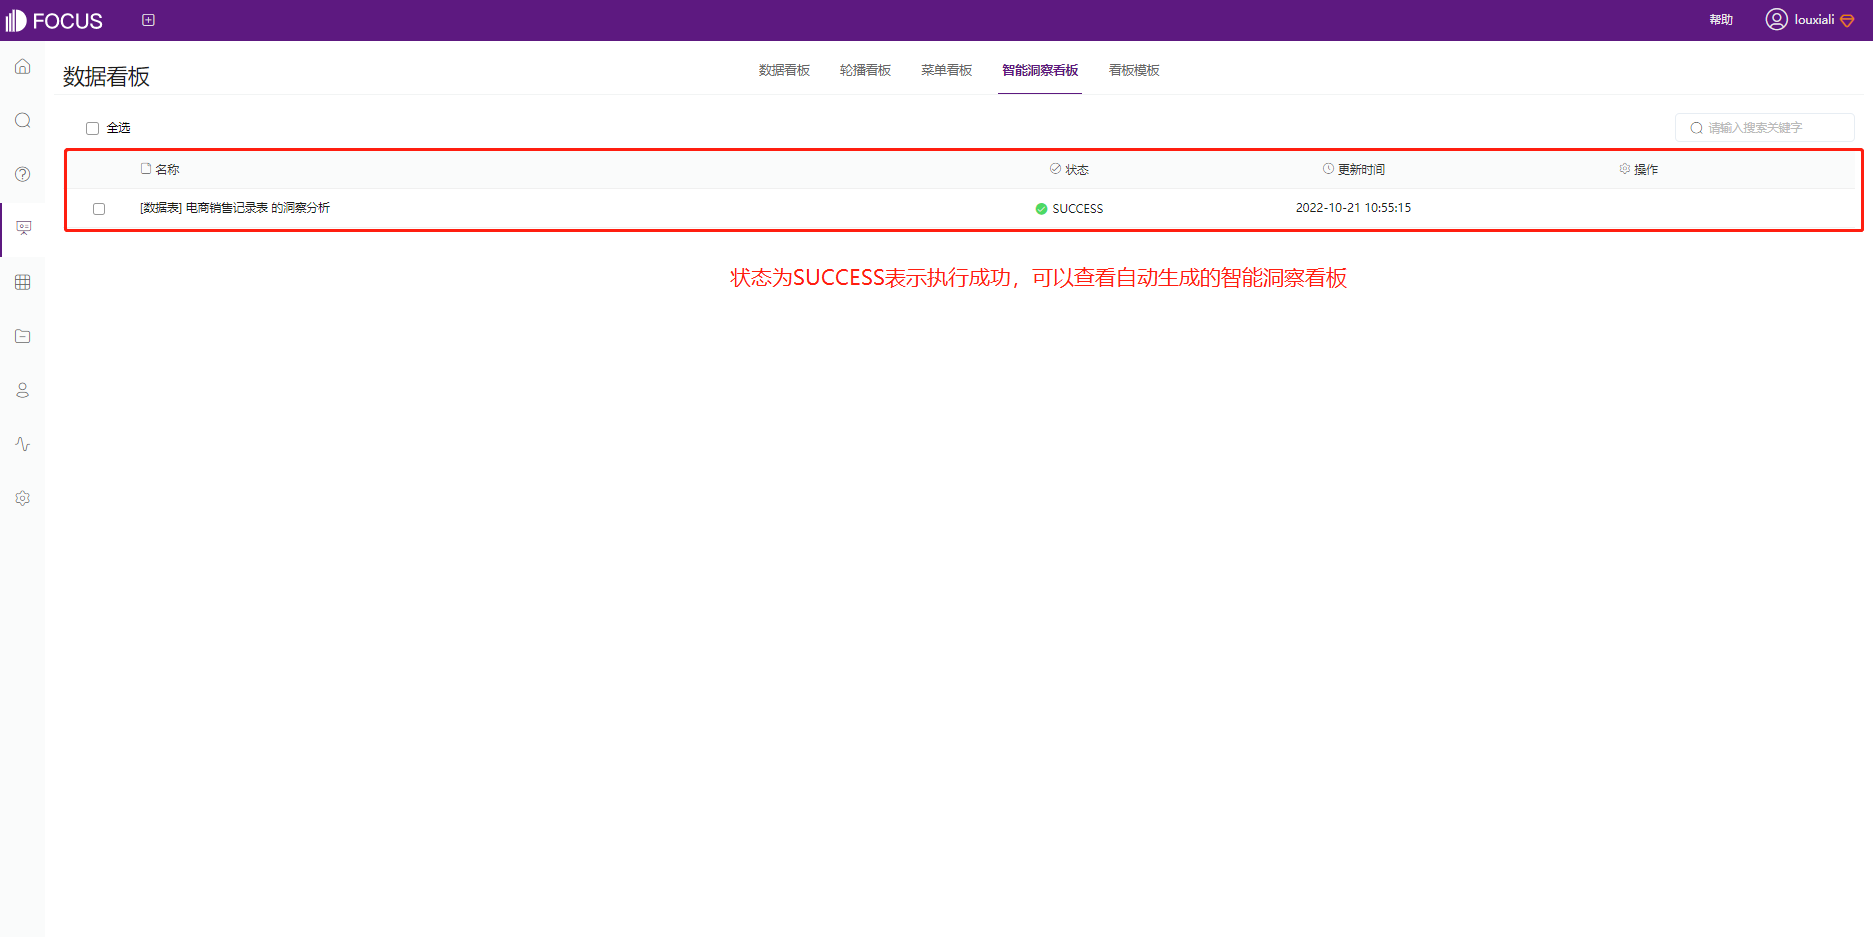 FOCUS
帮助
louxiali
数据看板
数据看板 轮播看板 菜单看板 智能洞察看板 看板模板
全选
请输入搜索关键字
名称 状态 更新时间 操作
[数据表] 电商销售记录表 的洞察分析 SUCCESS 2022-10-21 10:55:15
状态为SUCCESS表示执行成功，可以查看自动生成的智能洞察看板